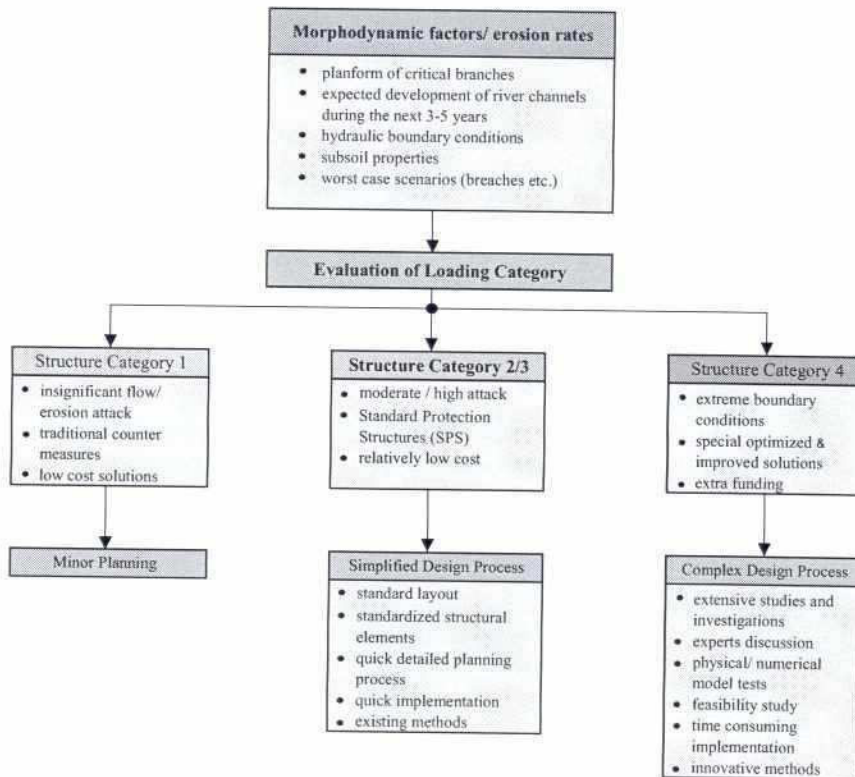 Morphodynamic factors/ erosion rates
• planform of critical branches
• expected development of river channels
during the next 3-5 years
• hydraulic boundary conditions
• subsoil properties
• worst case scenarios (breaches etc.)
Evaluation of Loading Category
Structure Category 1
• insignificant flow/
erosion attack
• traditional counter
measures
• low cost solutions
Structure Category 2/3
• moderate / high attack
• Standard Protection
Structures (SPS)
• relatively low cost
Structure Category 4
• extreme boundary
conditions
• special optimized &
improved solutions
• extra funding
Minor Planning
Simplified Design Process
• standard layout
• standardized structural
elements
• quick detailed planning
process
• quick implementation
• existing methods
Complex Design Process
• extensive studies and
investigations
• experts discussion
• physical/ numerical
model tests
• feasibility study
• time consuming
implementation
• innovative methods